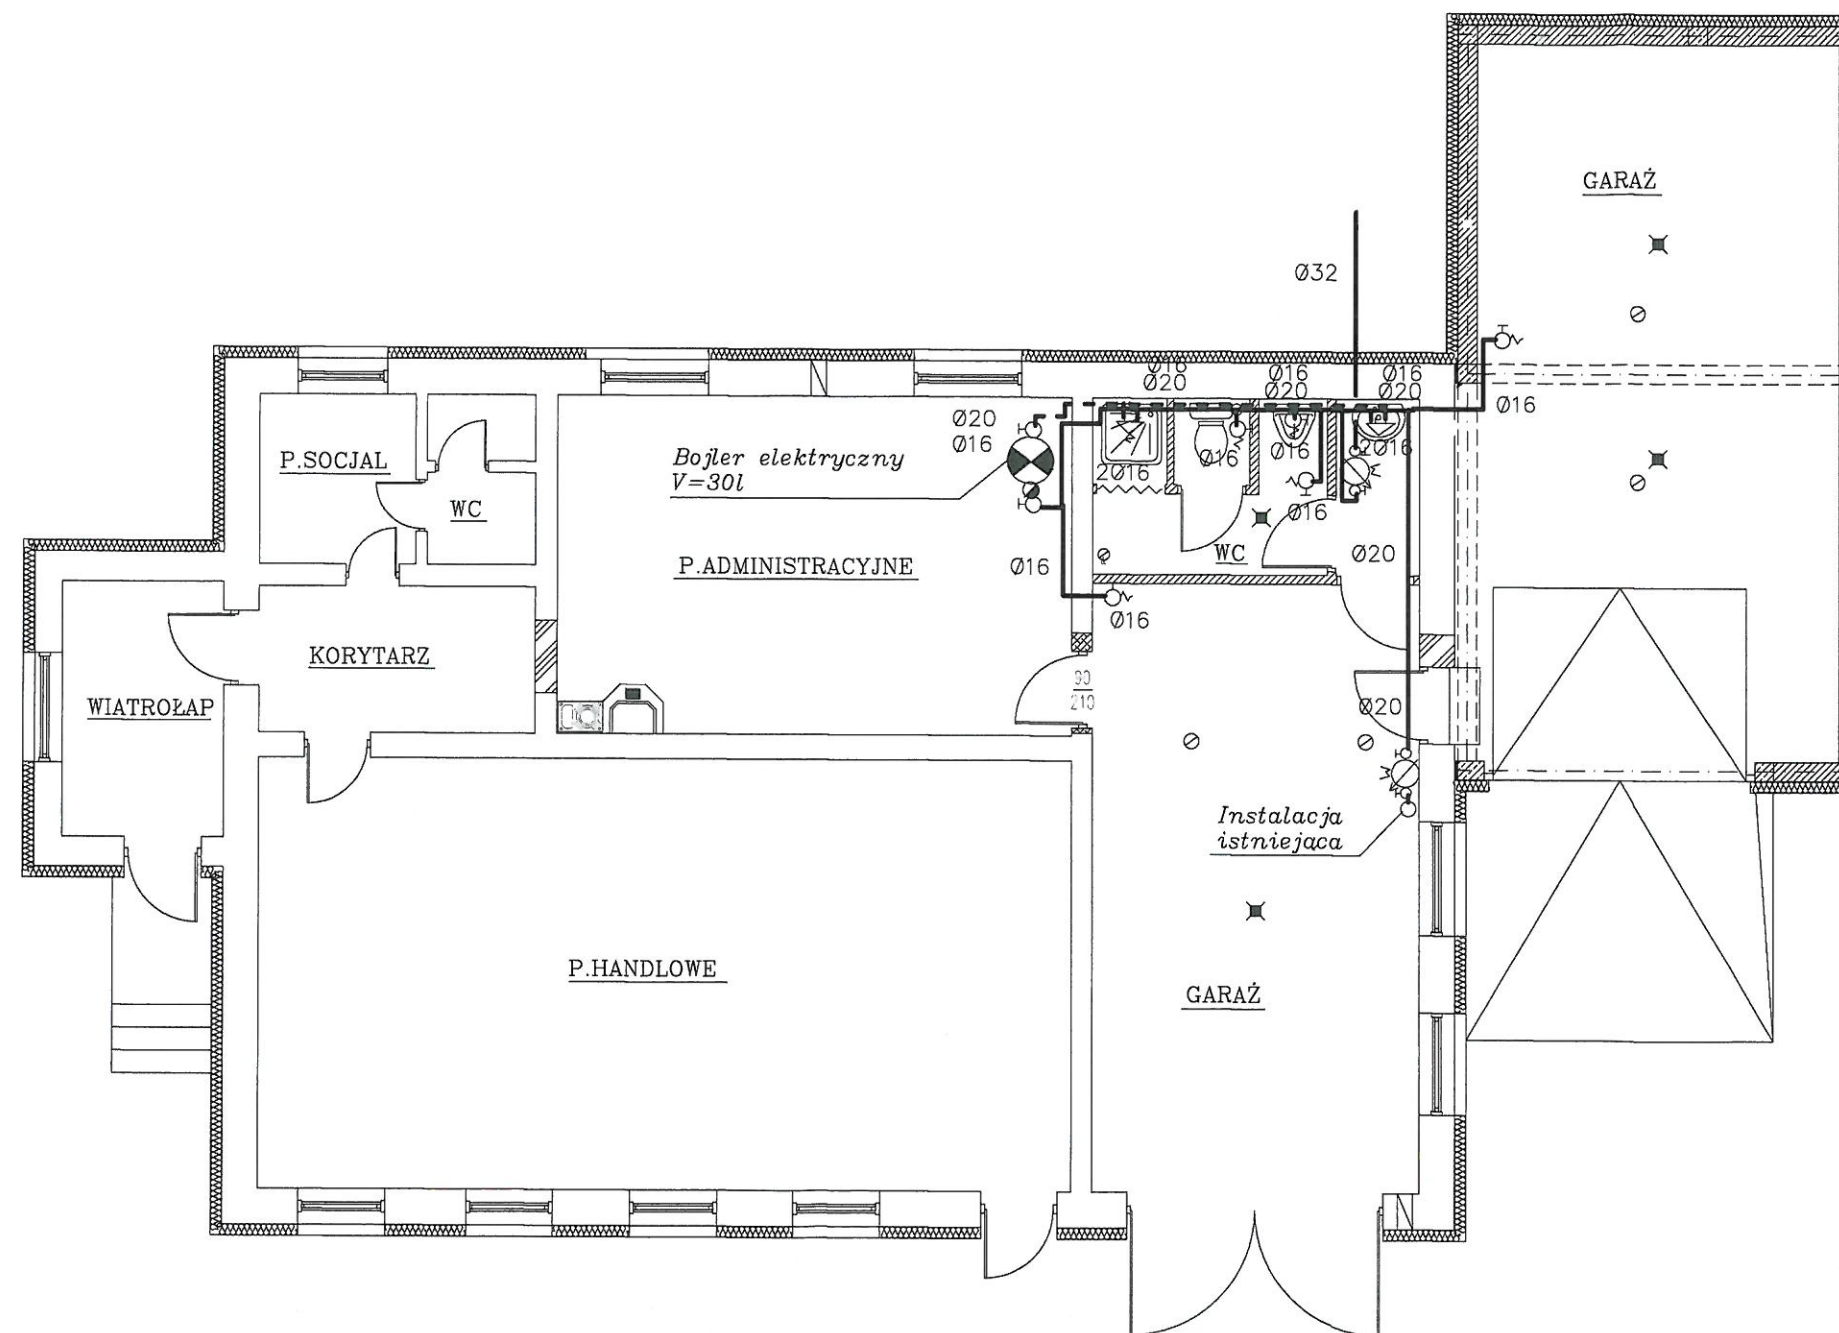 GARAŻ
Ø32
Ø16
Ø20
Ø16
Ø20
Ø16
Ø20
Ø16
Ø20
Ø16
Bojler elektryczny
V=30l
P.SOCJAL
WC
2Ø16
Ø16
Ø16
2Ø16
Ø16
WC
Ø20
P.ADMINISTRACYJNE
Ø16
Ø16
KORYTARZ
WIATROŁAP
90
210
Ø20
Instalacja
istniejąca
P.HANDLOWE
GARAŻ